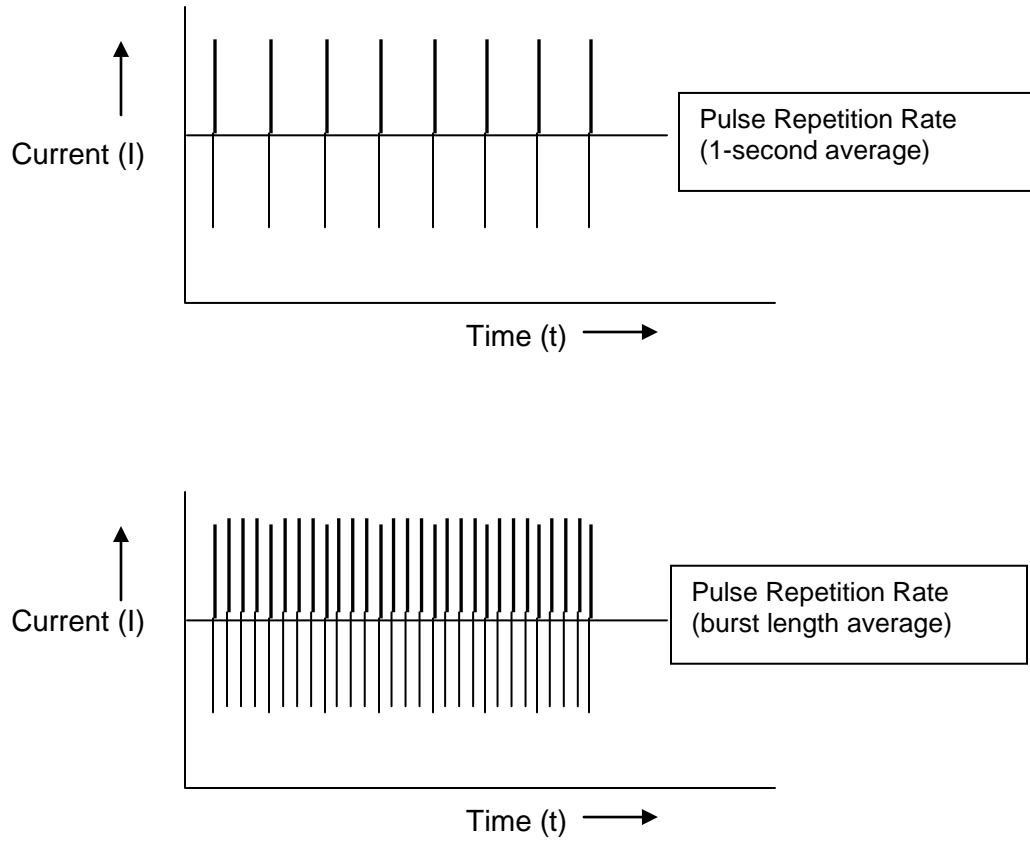 Current (I)
Pulse Repetition Rate
(1-second average)
Time (t)
Current (I)
Pulse Repetition Rate
(burst length average)
Time (t)